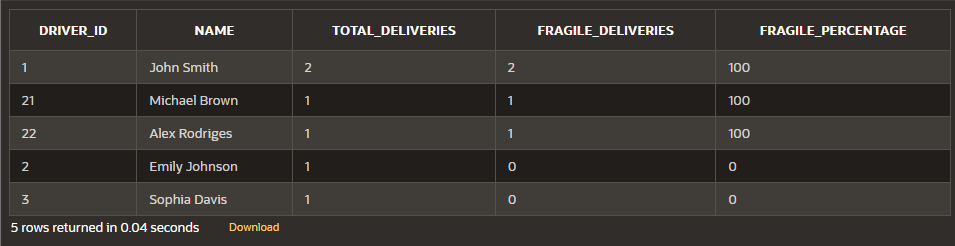 DRIVER_ID NAME TOTAL_DELIVERIES FRAGILE_DELIVERIES FRAGILE_PERCENTAGE
1 John Smith 2 2 100
21 Michael Brown 1 1 100
22 Alex Rodriges 1 1 100
2 Emily Johnson 1 0 0
3 Sophia Davis 1 0 0
5 rows returned in 0.04 seconds Download